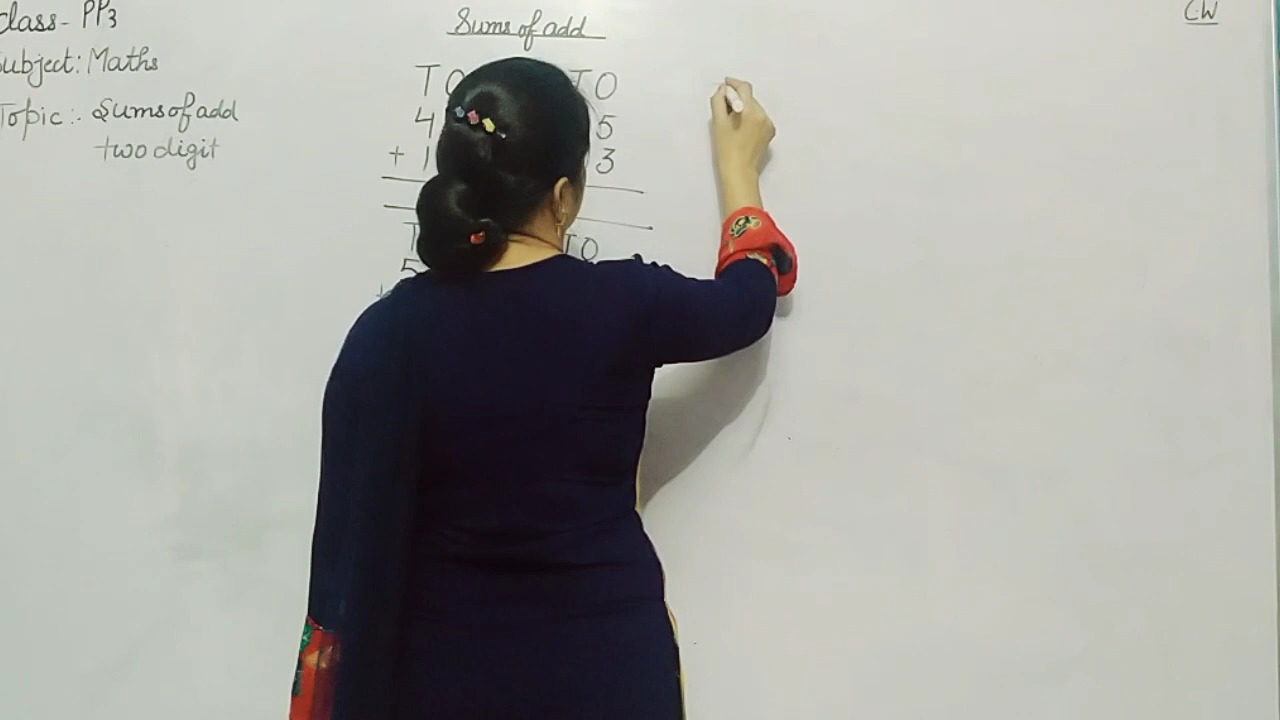 Class- PP3
Subject: Maths
Topic:- Sums of add
two digit
Sums of add
CW
T O T O
4 5
+ 1 3
T T O
5